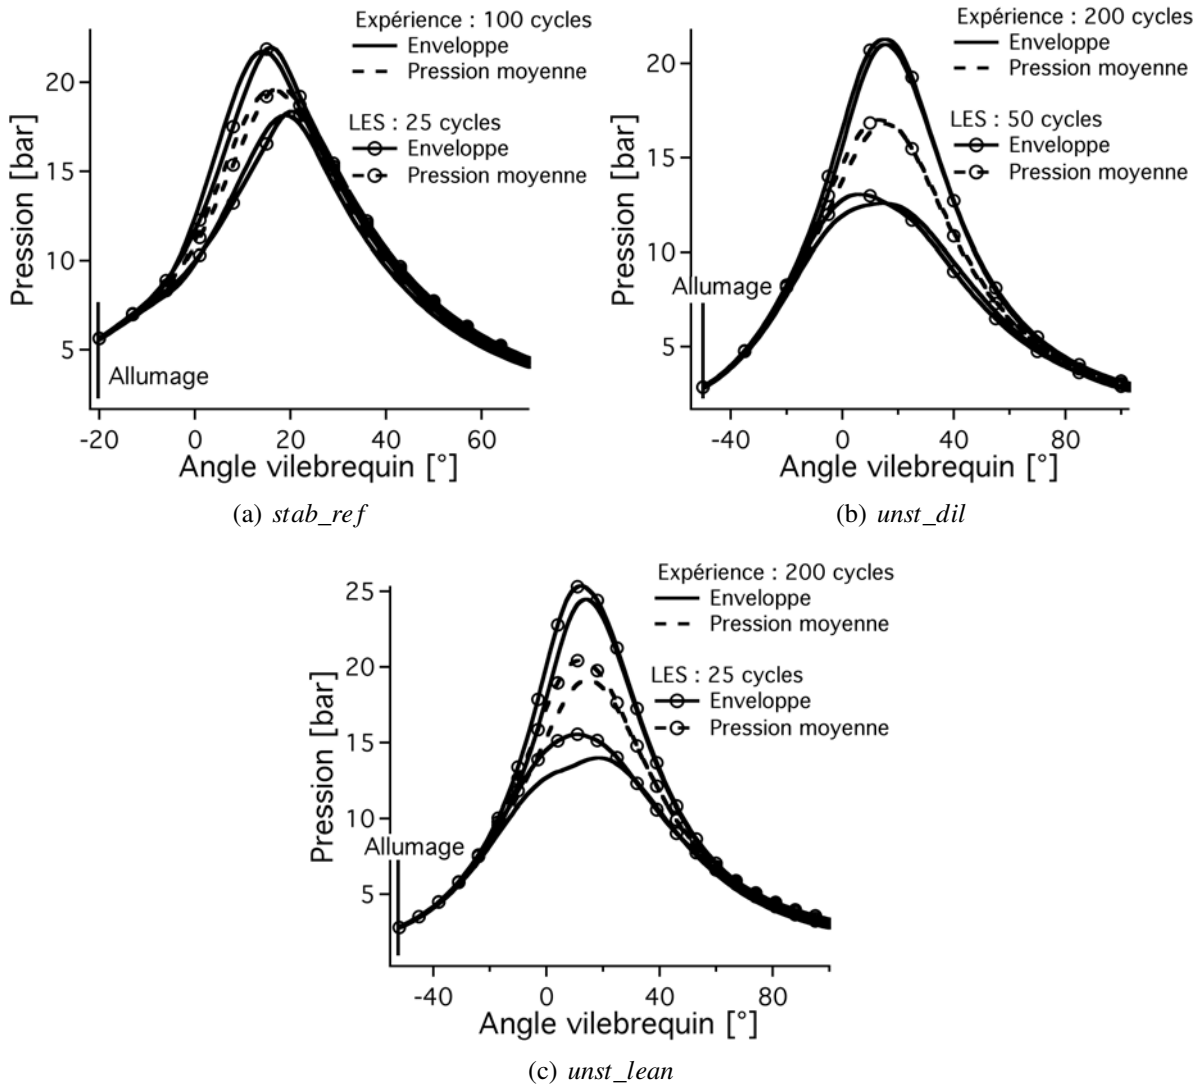 Expérience : 100 cycles
Enveloppe
Pression moyenne
LES : 25 cycles
Enveloppe
Pression moyenne
Pression [bar]
20
15
10
5
Allumage
-20 0 20 40 60
Angle vilebrequin [°]
(a) stab_ref
Expérience : 200 cycles
Enveloppe
Pression moyenne
LES : 50 cycles
Enveloppe
Pression moyenne
Pression [bar]
20
15
10
5
Allumage
-40 0 40 80
Angle vilebrequin [°]
(b) unst_dil
Expérience : 200 cycles
Enveloppe
Pression moyenne
LES : 25 cycles
Enveloppe
Pression moyenne
Pression [bar]
25
20
15
10
5
Allumage
-40 0 40 80
Angle vilebrequin [°]
(c) unst_lean